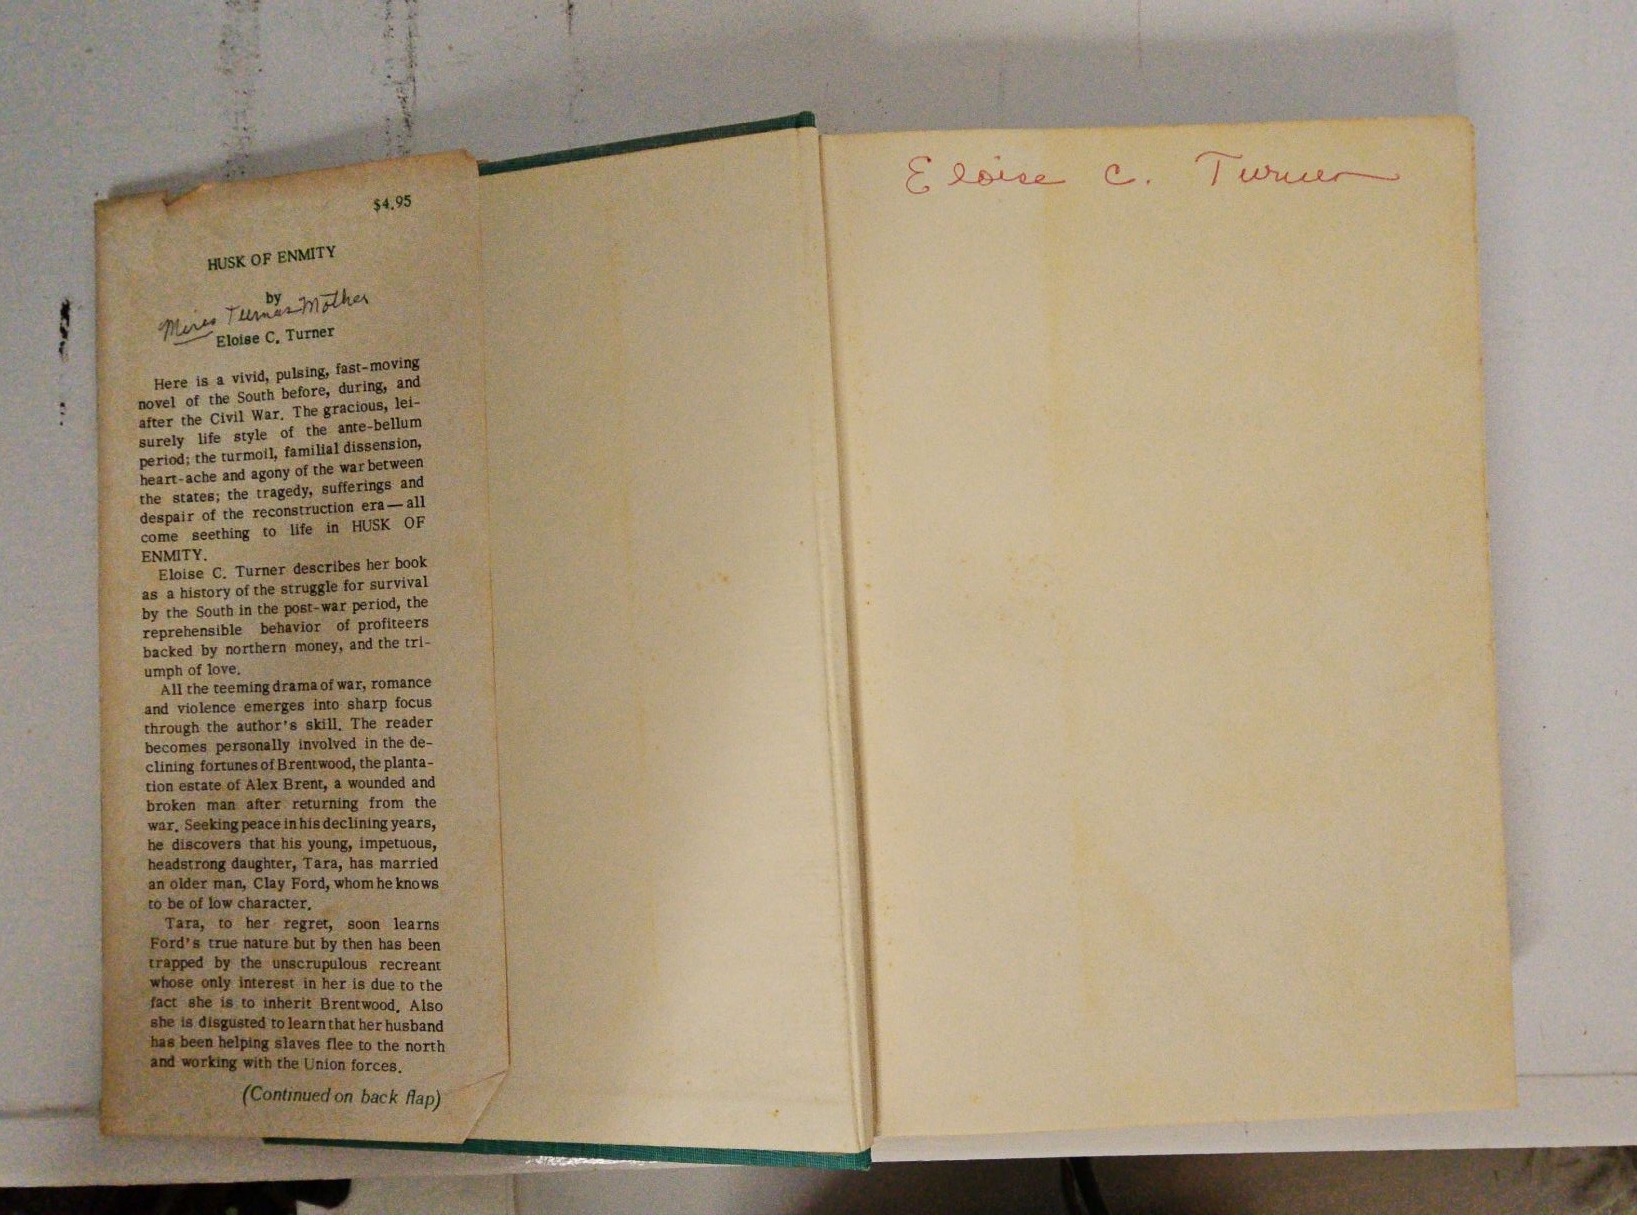 $4.95
HUSK OF ENMITY
by
Turner Mother
Eloise C. Turner
Here is a vivid, pulsing, fast-moving
novel of the South before, during, and
after the Civil War. The gracious, lei-
surely life style of the ante-bellum
period; the turmoil, familial dissension,
heart-ache and agony of the war between
the states; the tragedy, sufferings and
despair of the reconstruction era—all
come seething to life in HUSK OF
ENMITY.
Eloise C. Turner describes her book
as a history of the struggle for survival
by the South in the post-war period, the
reprehensible behavior of profiteers
backed by northern money, and the tri-
umph of love.
All the teeming drama of war, romance
and violence emerges into sharp focus
through the author's skill. The reader
becomes personally involved in the de-
clining fortunes of Brentwood, the planta-
tion estate of Alex Brent, a wounded and
broken man after returning from the
war. Seeking peace in his declining years,
he discovers that his young, impetuous,
headstrong daughter, Tara, has married
an older man, Clay Ford, whom he knows
to be of low character.
Tara, to her regret, soon learns
Ford's true nature but by then has been
trapped by the unscrupulous recreant
whose only interest in her is due to the
fact she is to inherit Brentwood. Also
she is disgusted to learn that her husband
has been helping slaves flee to the north
and working with the Union forces.
(Continued on back flap)
Eloise C. Turner